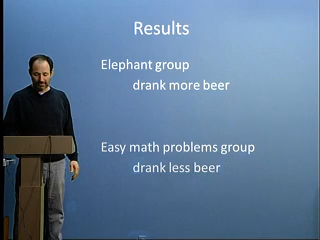 Results
Elephant group
drank more beer
Easy math problems group
drank less beer